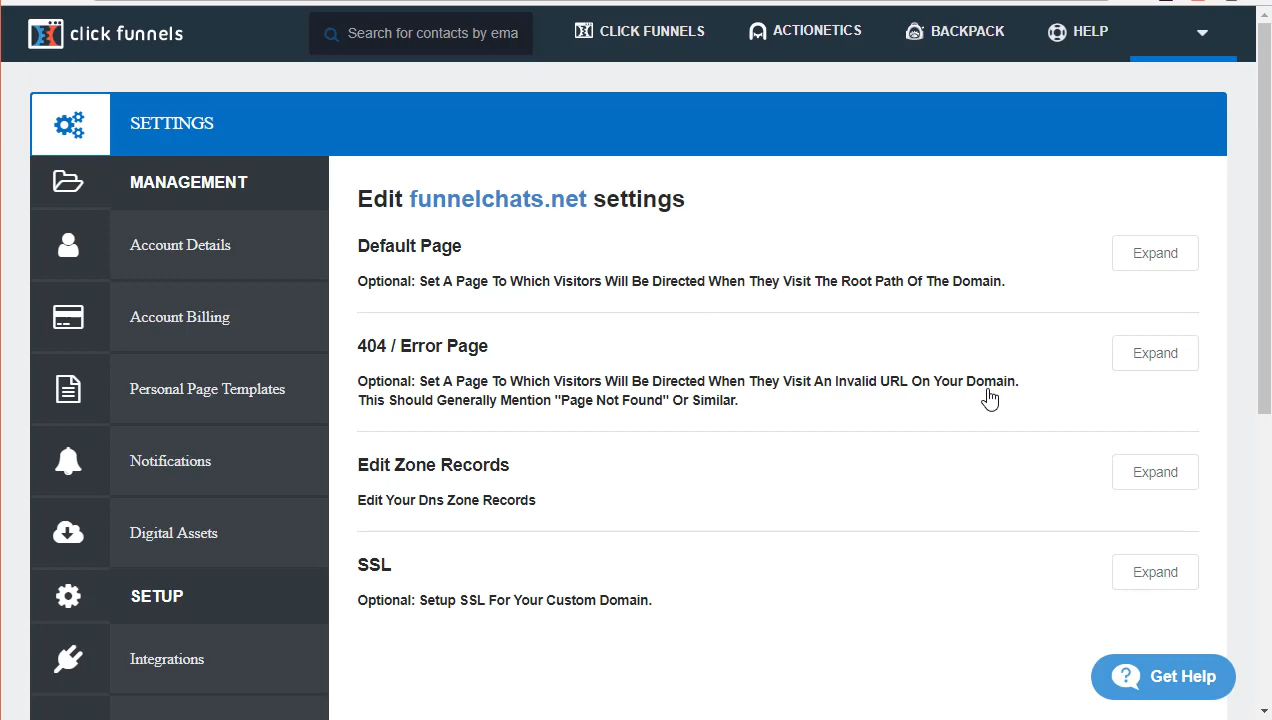 click funnels
Search for contacts by ema
CLICK FUNNELS
ACTIONETICS
BACKPACK
HELP
SETTINGS
MANAGEMENT
Account Details
Account Billing
Personal Page Templates
Notifications
Digital Assets
SETUP
Integrations
Edit funnelchats.net settings
Default Page
Expand
Optional: Set A Page To Which Visitors Will Be Directed When They Visit The Root Path Of The Domain.
404 / Error Page
Expand
Optional: Set A Page To Which Visitors Will Be Directed When They Visit An Invalid URL On Your Domain.
This Should Generally Mention "Page Not Found" Or Similar.
Edit Zone Records
Expand
Edit Your Dns Zone Records
SSL
Expand
Optional: Setup SSL For Your Custom Domain.
? Get Help